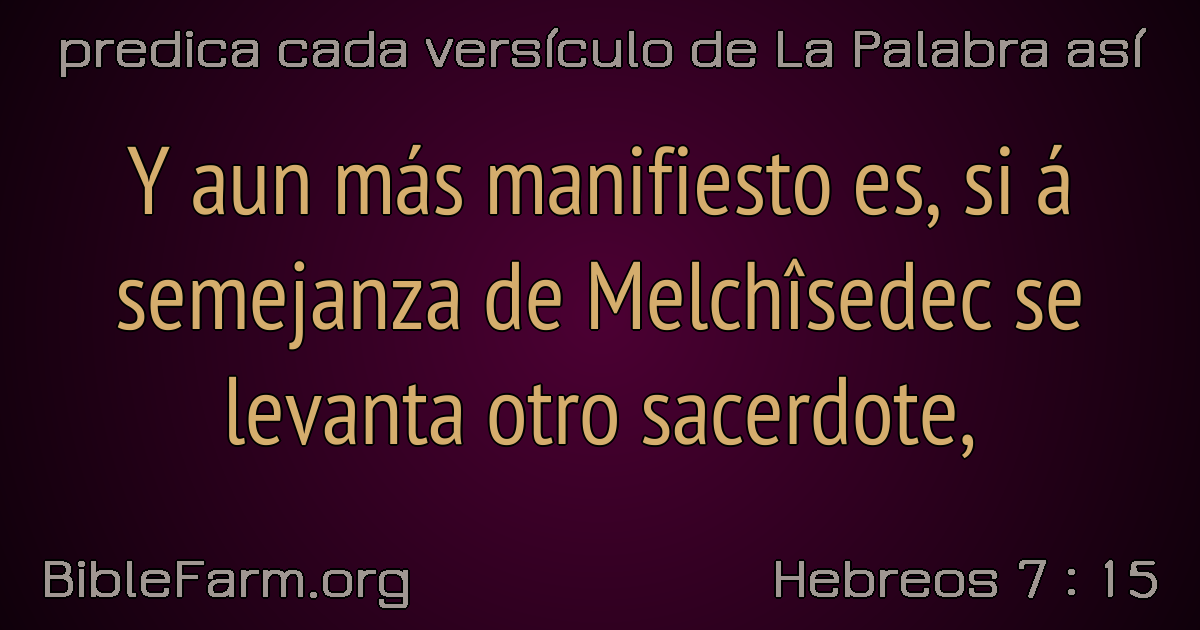 predica cada versículo de La Palabra así
Y aun más manifiesto es, si á
semejanza de Melchîsedec se
levanta otro sacerdote,
BibleFarm.org
Hebreos 7 : 15